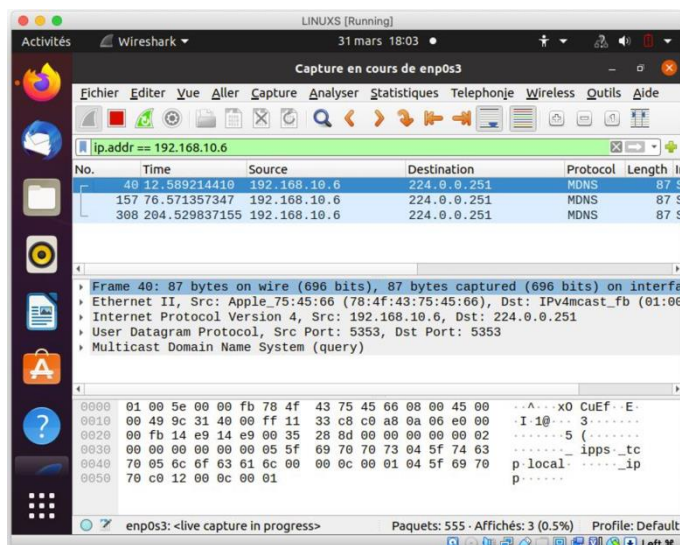 LINUXS [Running]
Activités Wireshark 31 mars 18:03
Capture en cours de enp0s3
Fichier Editer Vue Aller Capture Analyser Statistiques Telephonie Wireless Outils Aide
ip.addr == 192.168.10.6
No. Time Source Destination Protocol Length I
40 12.589214410 192.168.10.6 224.0.0.251 MDNS 87 S
157 76.571357347 192.168.10.6 224.0.0.251 MDNS 87 S
308 204.529837155 192.168.10.6 224.0.0.251 MDNS 87 S
Frame 40: 87 bytes on wire (696 bits), 87 bytes captured (696 bits) on interfa
Ethernet II, Src: Apple_75:45:66 (78:4f:43:75:45:66), Dst: IPv4mcast_fb (01:00
Internet Protocol Version 4, Src: 192.168.10.6, Dst: 224.0.0.251
User Datagram Protocol, Src Port: 5353, Dst Port: 5353
Multicast Domain Name System (query)
0000 01 00 5e 00 00 fb 78 4f 43 75 45 66 08 00 45 00 ··^···xO CuEf··E·
0010 00 49 9c 31 40 00 ff 11 33 c8 c0 a8 0a 06 e0 00 ·I·1@··· 3·······
0020 00 fb 14 e9 14 e9 00 35 28 8d 00 00 00 00 00 02 ·······5 (·······
0030 00 00 00 00 00 00 05 5f 69 70 70 73 04 5f 74 63 ·······_ ipps·_tc
0040 70 05 6c 6f 63 61 6c 00 00 0c 00 01 04 5f 69 70 p·local· ·····_ip
0050 70 c0 12 00 0c 00 01 p······
enp0s3: <live capture in progress> Paquets: 555 · Affichés: 3 (0.5%) Profile: Default
Left ⌘